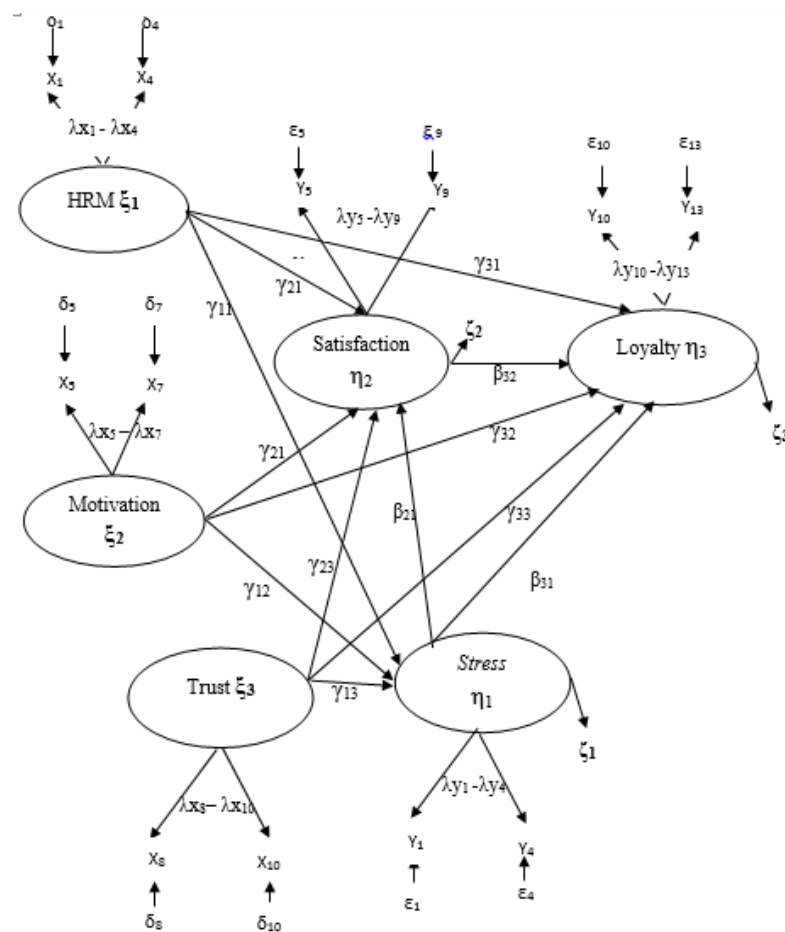 δ₁ δ₄
X₁ X₄
λx₁ - λx₄
HRM ξ₁
ε₅ ξ₉
Y₅ Y₉
λy₅ -λy₉
ε₁₀ ε₁₃
Y₁₀ Y₁₃
λy₁₀ -λy₁₃
γ₃₁
γ₂₁
γ₁₁
δ₅ δ₇
X₅ X₇
λx₅ – λx₇
Satisfaction
η₂
ζ₂
β₃₂
Loyalty η₃
Motivation
ξ₂
γ₂₁
γ₃₂
β₂₁
γ₃₃
γ₂₃
γ₁₂
β₃₁
Trust ξ₃
γ₁₃
Stress
η₁
ζ₁
λx₈– λx₁₀
X₈ X₁₀
δ₈ δ₁₀
λy₁ -λy₄
Y₁ Y₄
ε₁ ε₄